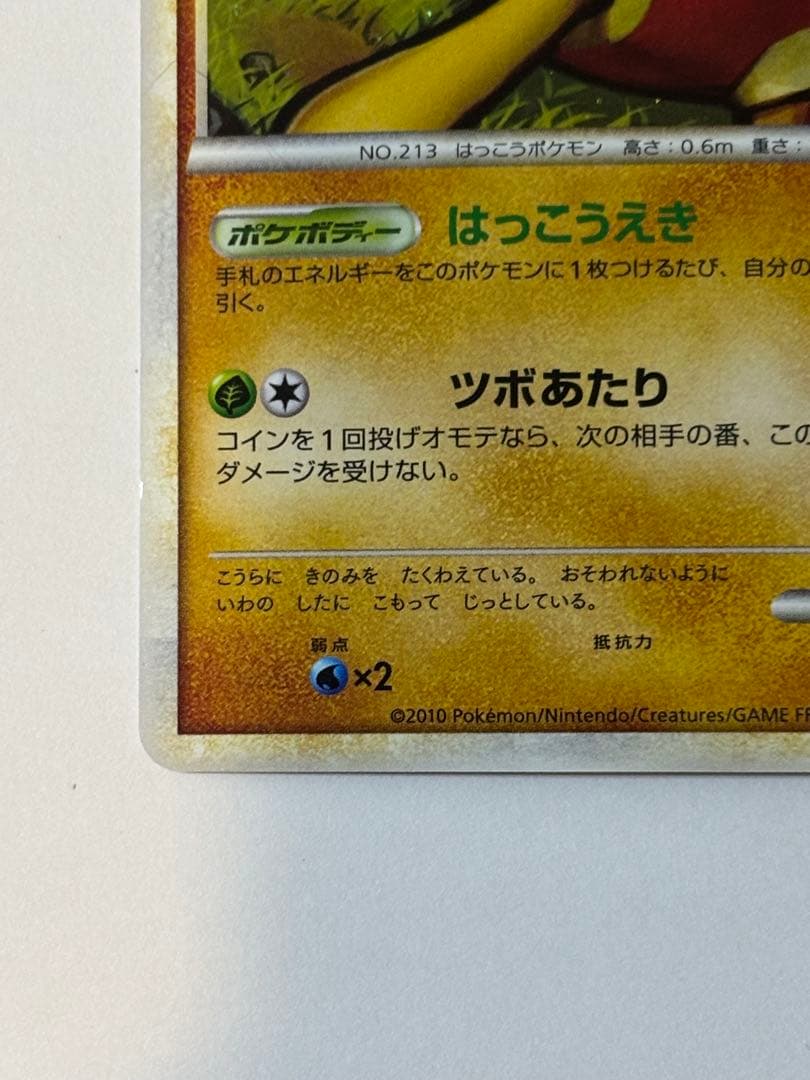 NO.213 はっこうポケモン 高さ：0.6m 重さ：
ポケボディー はっこうえき
手札のエネルギーをこのポケモンに1枚つけるたび、自分の
引く。
ツボあたり
コインを1回投げオモテなら、次の相手の番、この
ダメージを受けない。
こうらに きのみを たくわえている。 おそわれないように
いわの したに こもって じっとしている。
弱点 抵抗力
×2
©2010 Pokémon/Nintendo/Creatures/GAME FR